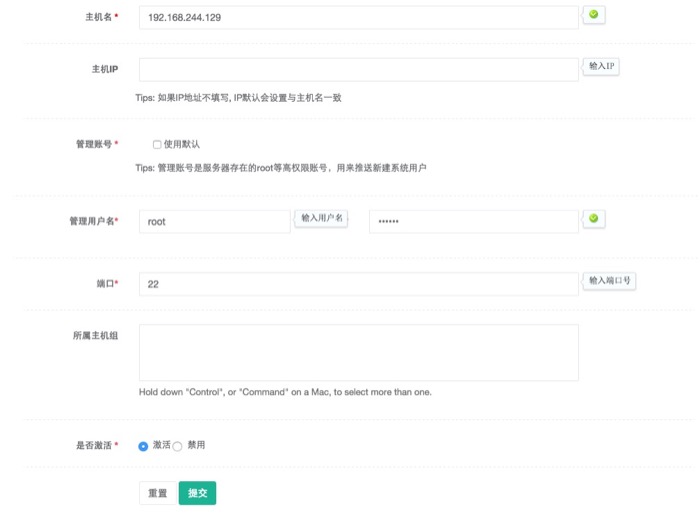 主机名 * 192.168.244.129
主机IP 输入IP
Tips: 如果IP地址不填写, IP默认会设置与主机名一致
管理账号 * 使用默认
Tips: 管理账号是服务器存在的root等高权限账号，用来推送新建系统用户
管理用户名* root 输入用户名 ••••••
端口* 22 输入端口号
所属主机组
Hold down "Control", or "Command" on a Mac, to select more than one.
是否激活 * 激活 禁用
重置 提交